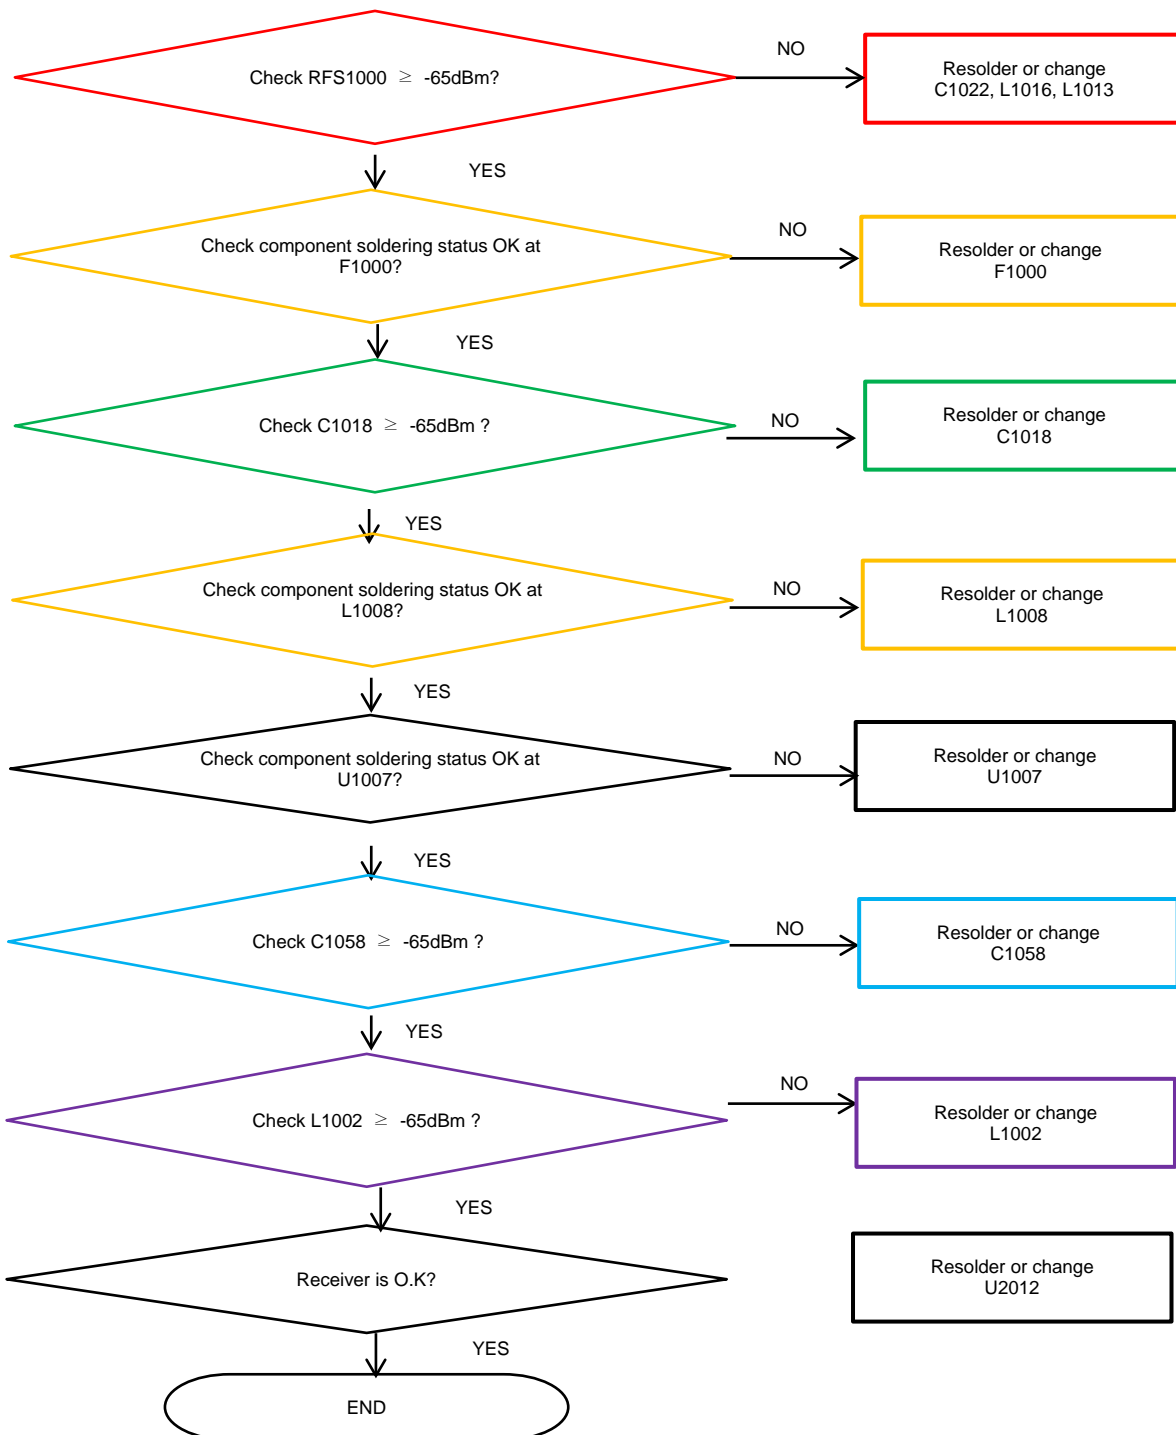 Check RFS1000 ≥ -65dBm?
NO
Resolder or change
C1022, L1016, L1013
YES
Check component soldering status OK at
F1000?
NO
Resolder or change
F1000
YES
Check C1018 ≥ -65dBm ?
NO
Resolder or change
C1018
YES
Check component soldering status OK at
L1008?
NO
Resolder or change
L1008
YES
Check component soldering status OK at
U1007?
NO
Resolder or change
U1007
YES
Check C1058 ≥ -65dBm ?
NO
Resolder or change
C1058
YES
Check L1002 ≥ -65dBm ?
NO
Resolder or change
L1002
YES
Receiver is O.K?
Resolder or change
U2012
YES
END